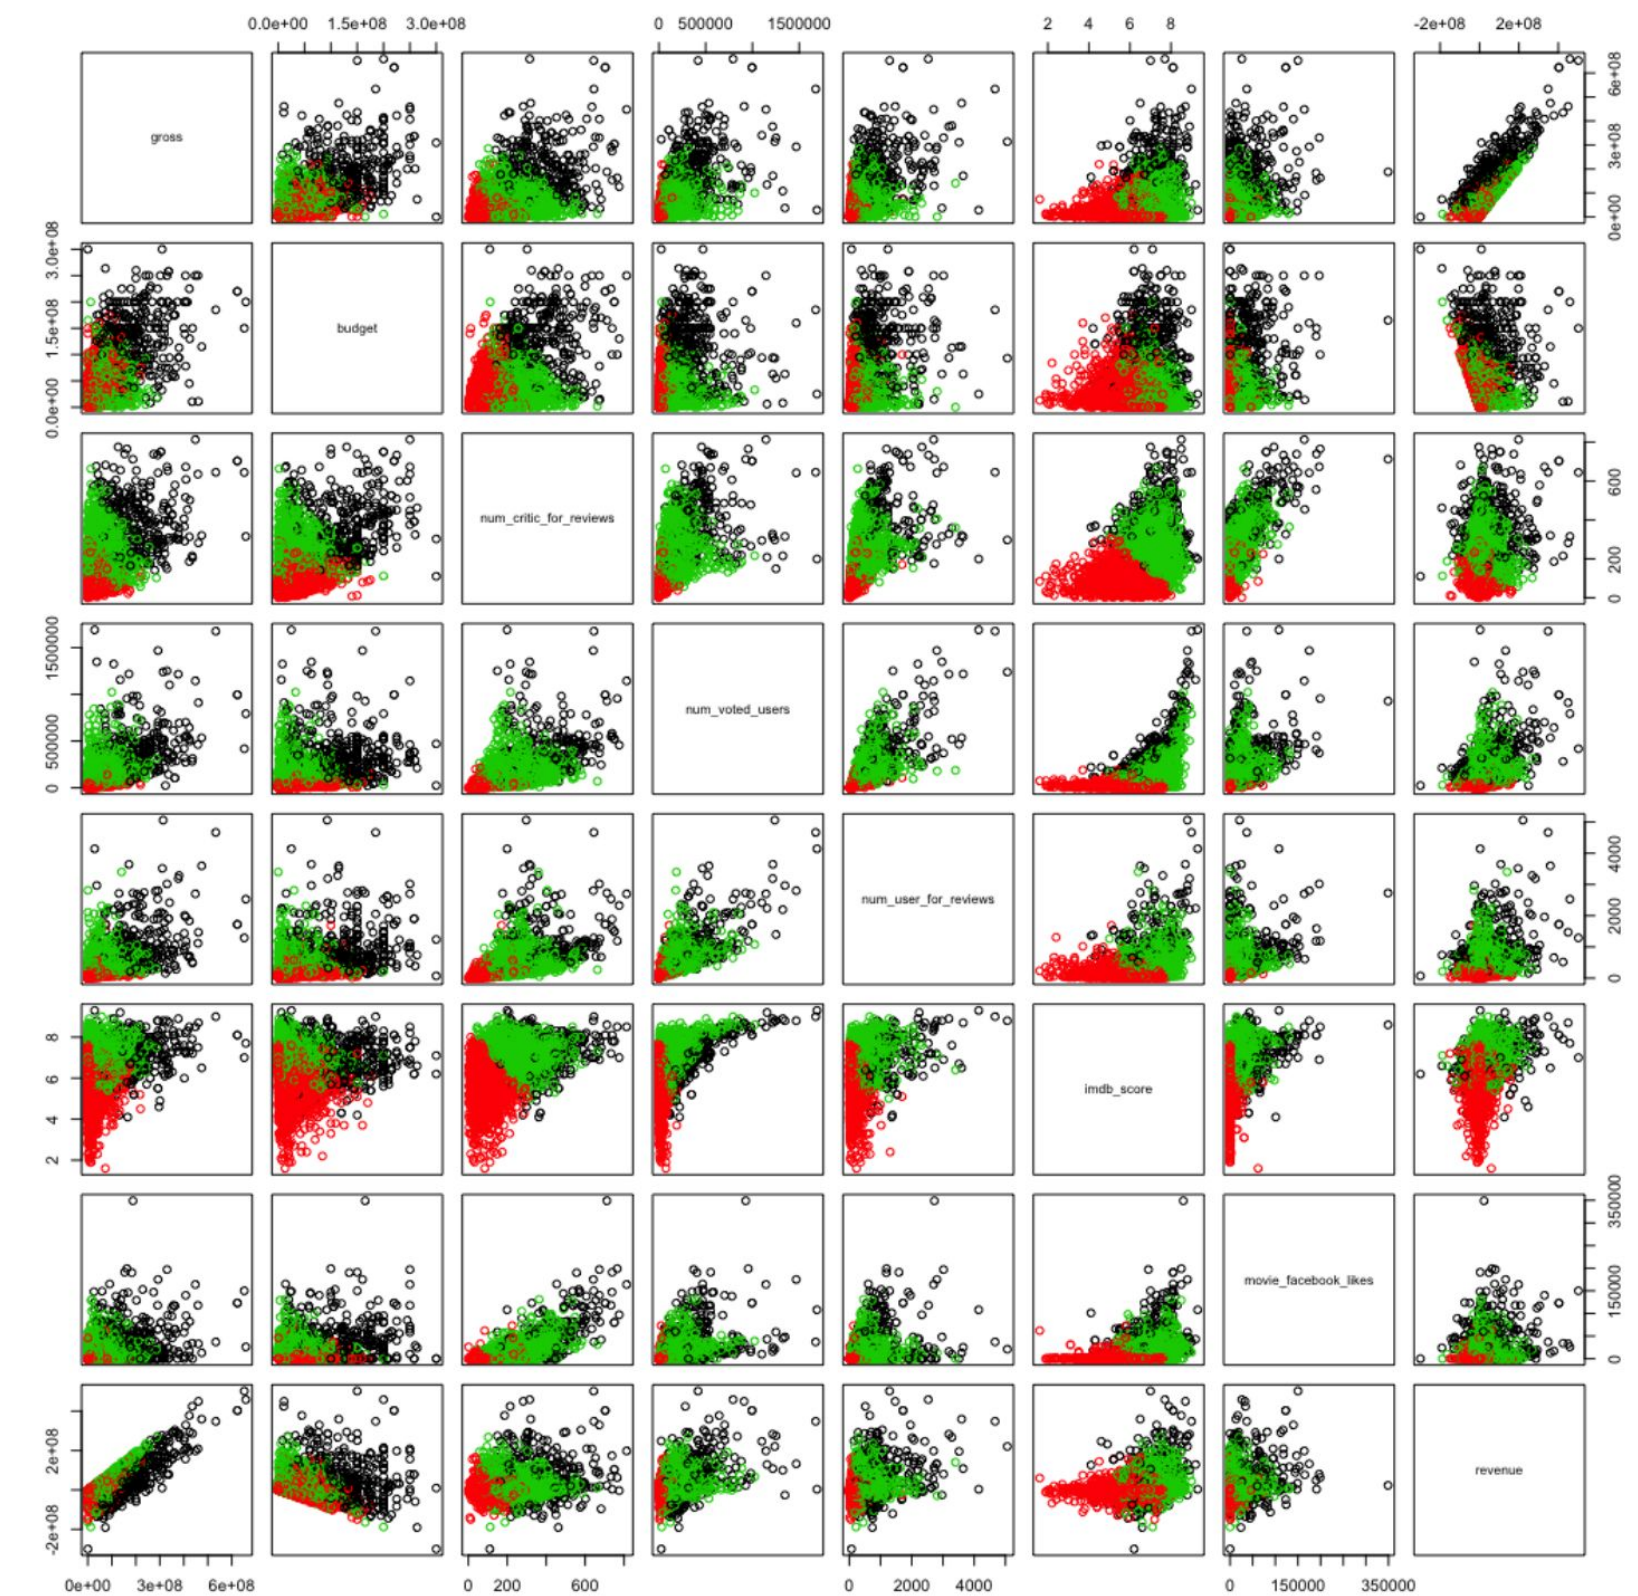 0.0e+00 1.5e+08 3.0e+08
0 500000 1500000
2 4 6 8
-2e+08 2e+08
gross
0e+00 3e+08 6e+08
0.0e+00 1.5e+08 3.0e+08
budget
num_critic_for_reviews
0 200 600
0 500000 1500000
num_voted_users
num_user_for_reviews
0 2000 4000
2 4 6 8
imdb_score
movie_facebook_likes
0 150000 350000
-2e+08 2e+08
revenue
0e+00 3e+08 6e+08
0 200 600
0 2000 4000
0 150000 350000